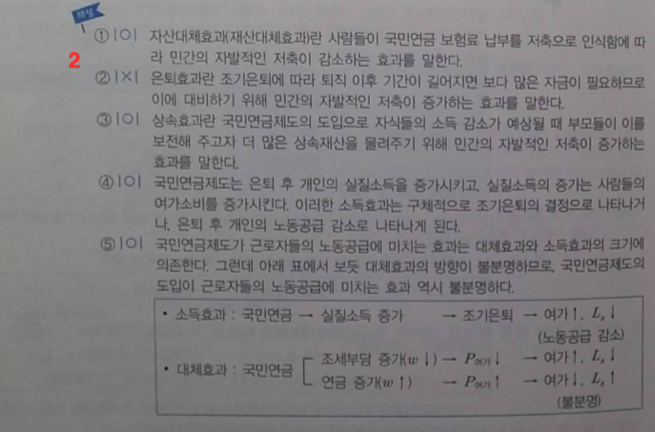 해설
2
① |O| 자산대체효과(재산대체효과)란 사람들이 국민연금 보험료 납부를 저축으로 인식함에 따
라 민간의 자발적인 저축이 감소하는 효과를 말한다.
② |×| 은퇴효과란 조기은퇴에 따라 퇴직 이후 기간이 길어지면 보다 많은 자금이 필요하므로
이에 대비하기 위해 민간의 자발적인 저축이 증가하는 효과를 말한다.
③ |O| 상속효과란 국민연금제도의 도입으로 자식들의 소득 감소가 예상될 때 부모들이 이를
보전해 주고자 더 많은 상속재산을 물려주기 위해 민간의 자발적인 저축이 증가하는
효과를 말한다.
④ |O| 국민연금제도는 은퇴 후 개인의 실질소득을 증가시키고, 실질소득의 증가는 사람들의
여가소비를 증가시킨다. 이러한 소득효과는 구체적으로 조기은퇴의 결정으로 나타나거
나, 은퇴 후 개인의 노동공급 감소로 나타나게 된다.
⑤ |O| 국민연금제도가 근로자들의 노동공급에 미치는 효과는 대체효과와 소득효과의 크기에
의존한다. 그런데 아래 표에서 보듯 대체효과의 방향이 불분명하므로, 국민연금제도의
도입이 근로자들의 노동공급에 미치는 효과 역시 불분명하다.
• 소득효과 : 국민연금 → 실질소득 증가 → 조기은퇴 → 여가↑, Ls↓
(노동공급 감소)
• 대체효과 : 국민연금 조세부담 증가(w↓) → P여가↓ → 여가↑, Ls↓
연금 증가(w↑) → P여가↑ → 여가↓, Ls↑
(불분명)